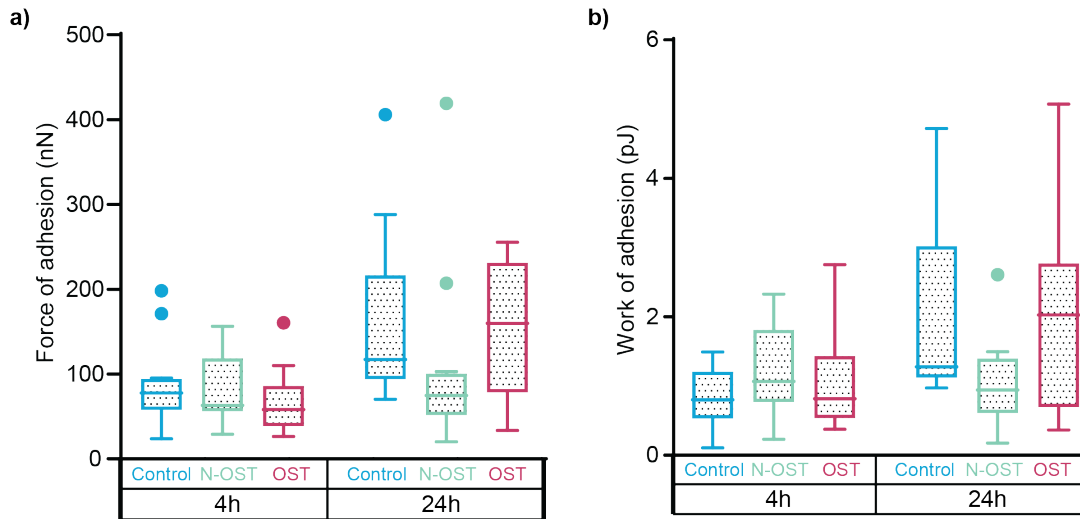 a)
Force of adhesion (nN)
500
400
300
200
100
0
Control N-OST OST Control N-OST OST
4h 24h
b)
Work of adhesion (pJ)
6
4
2
0
Control N-OST OST Control N-OST OST
4h 24h